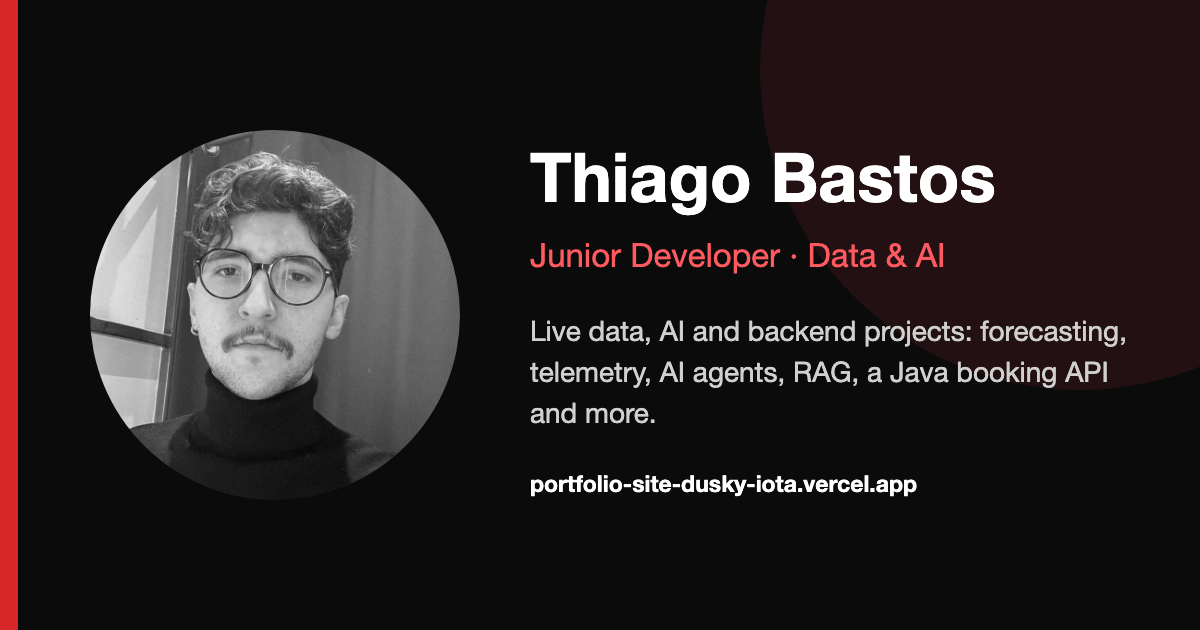 Thiago Bastos
Junior Developer · Data & AI
Live data, AI and backend projects: forecasting,
telemetry, AI agents, RAG, a Java booking API
and more.
portfolio-site-dusky-iota.vercel.app